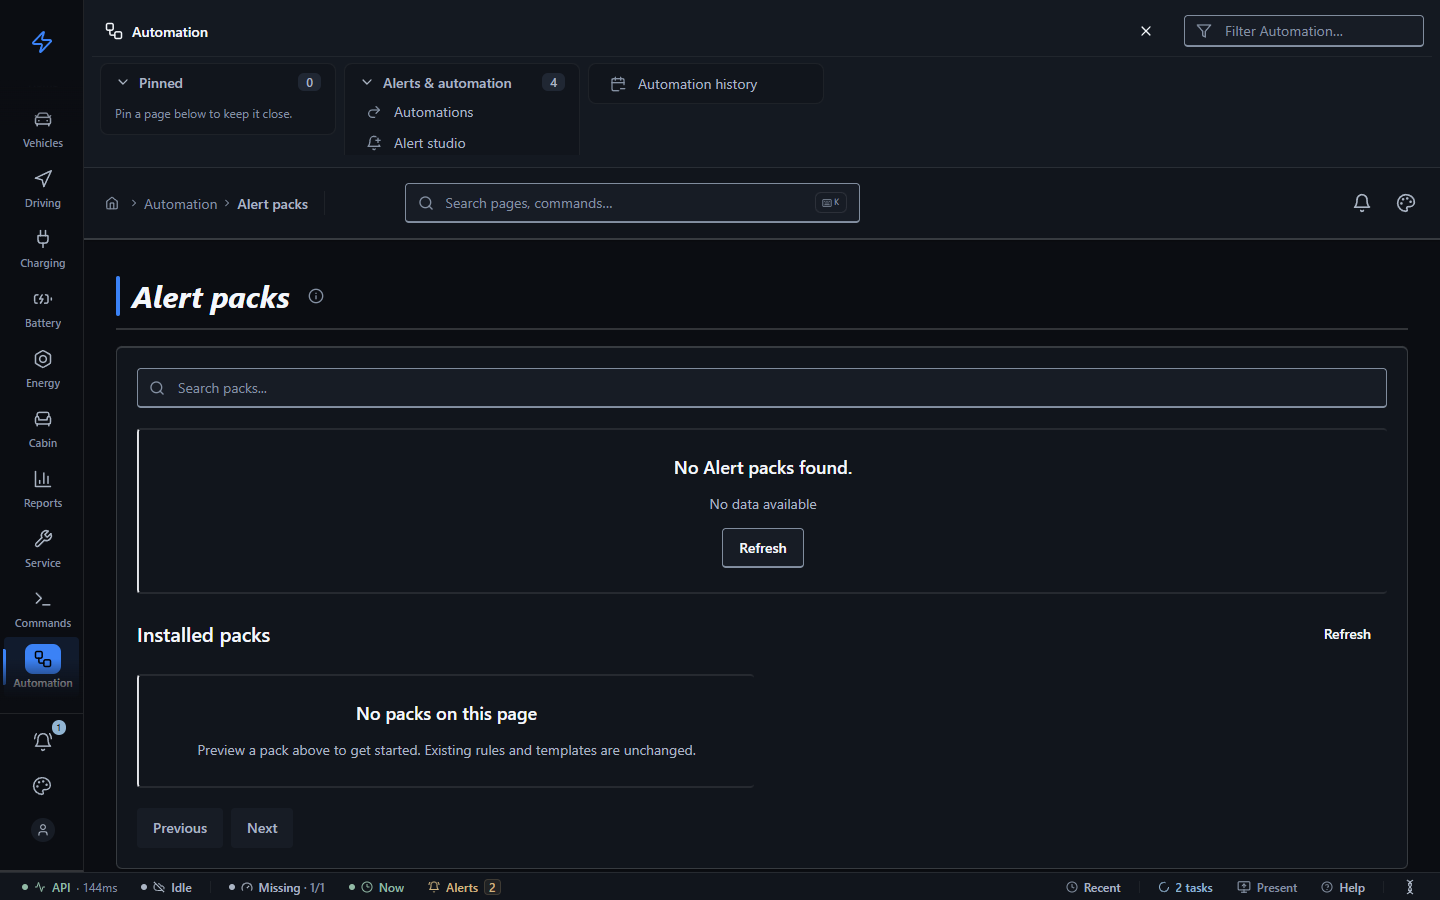 Automation
Filter Automation...
Pinned
0
Pin a page below to keep it close.
Alerts & automation
4
Automations
Alert studio
Automation history
Vehicles
Driving
Charging
Battery
Energy
Cabin
Reports
Service
Commands
Automation
1
Automation
Alert packs
Search pages, commands...
K
Alert packs
Search packs...
No Alert packs found.
No data available
Refresh
Installed packs
Refresh
No packs on this page
Preview a pack above to get started. Existing rules and templates are unchanged.
Previous
Next
API · 144ms
Idle
Missing · 1/1
Now
Alerts 2
Recent
2 tasks
Present
Help